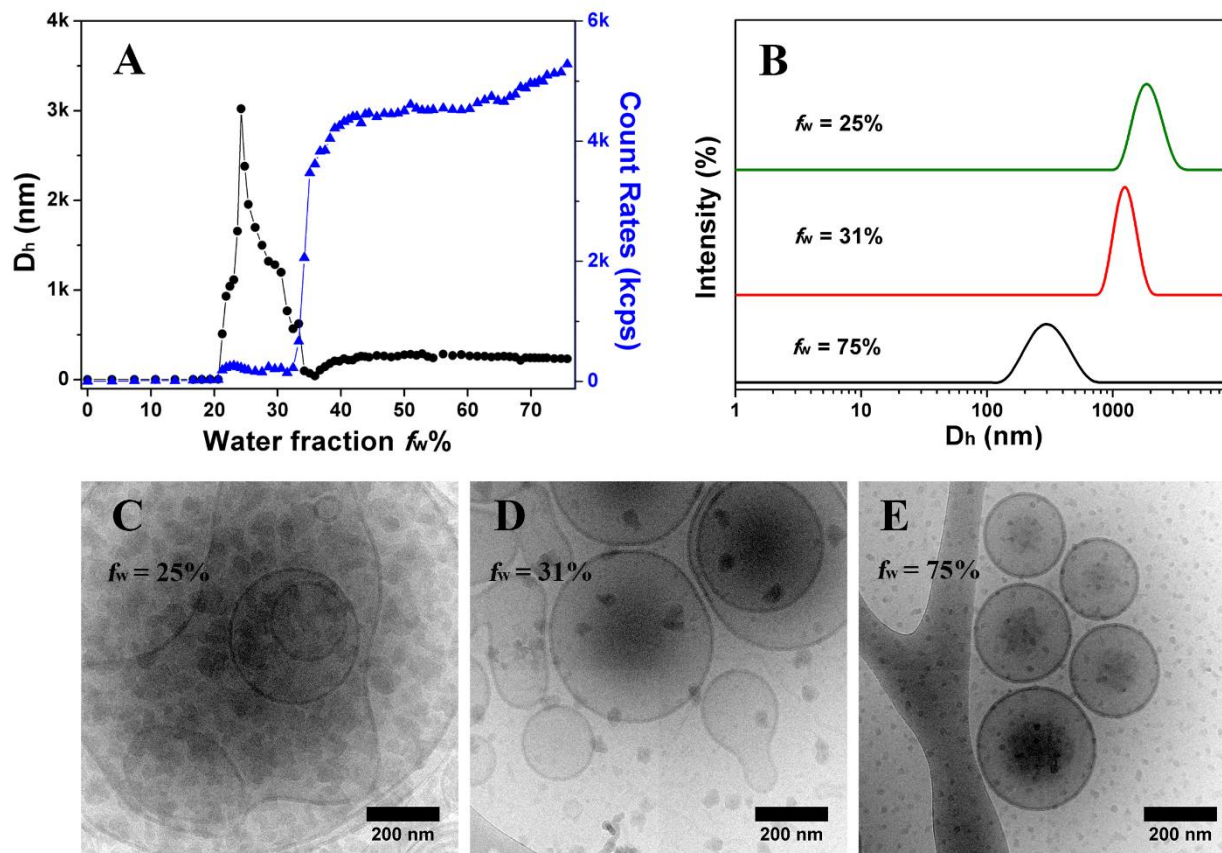 A
4k
3k
2k
1k
0
Dh (nm)
6k
4k
2k
0
Count Rates (kcps)
0 10 20 30 40 50 60 70
Water fraction fw%
B
fw = 25%
fw = 31%
fw = 75%
Intensity (%)
1 10 100 1000
Dh (nm)
C
fw = 25%
200 nm
D
fw = 31%
200 nm
E
fw = 75%
200 nm